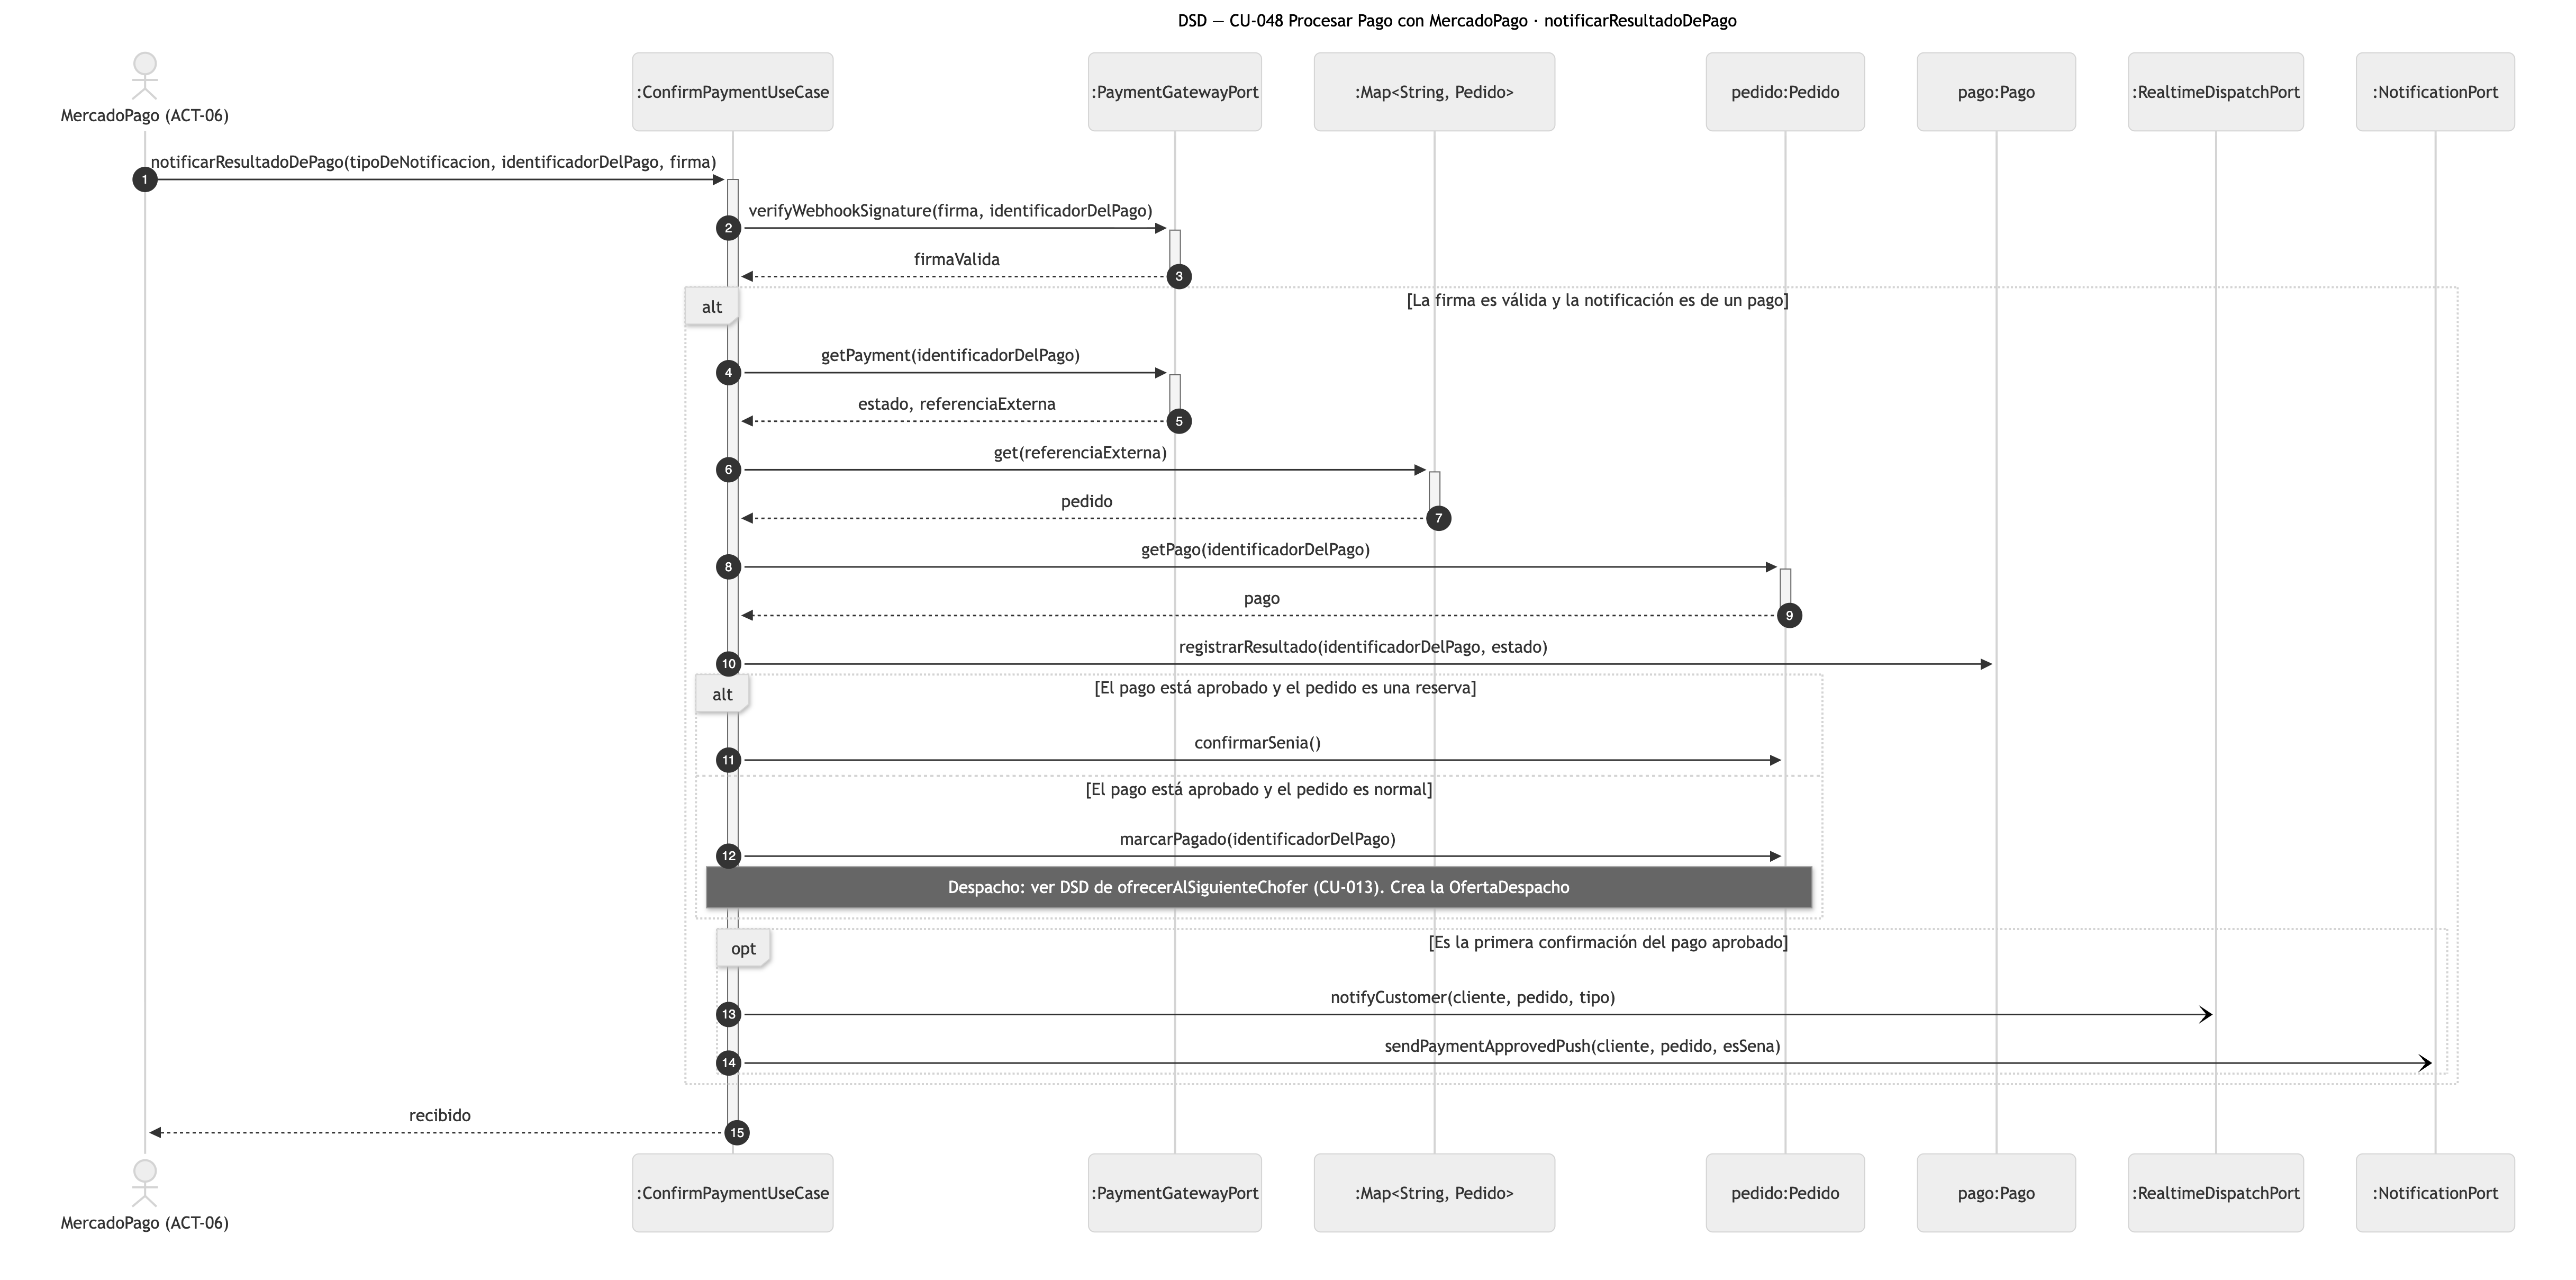 DSD — CU-048 Procesar Pago con MercadoPago · notificarResultadoDePago
MercadoPago (ACT-06)
:ConfirmPaymentUseCase
:PaymentGatewayPort
:Map<String, Pedido>
pedido:Pedido
pago:Pago
:RealtimeDispatchPort
:NotificationPort
notificarResultadoDePago(tipoDeNotificacion, identificadorDelPago, firma)
1
verifyWebhookSignature(firma, identificadorDelPago)
2
firmaValida
3
alt
[La firma es válida y la notificación es de un pago]
getPayment(identificadorDelPago)
4
estado, referenciaExterna
5
get(referenciaExterna)
6
pedido
7
getPago(identificadorDelPago)
8
pago
9
registrarResultado(identificadorDelPago, estado)
10
alt
[El pago está aprobado y el pedido es una reserva]
confirmarSenia()
11
[El pago está aprobado y el pedido es normal]
marcarPagado(identificadorDelPago)
12
Despacho: ver DSD de ofrecerAlSiguienteChofer (CU-013). Crea la OfertaDespacho
opt
[Es la primera confirmación del pago aprobado]
notifyCustomer(cliente, pedido, tipo)
13
sendPaymentApprovedPush(cliente, pedido, esSena)
14
recibido
15
MercadoPago (ACT-06)
:ConfirmPaymentUseCase
:PaymentGatewayPort
:Map<String, Pedido>
pedido:Pedido
pago:Pago
:RealtimeDispatchPort
:NotificationPort